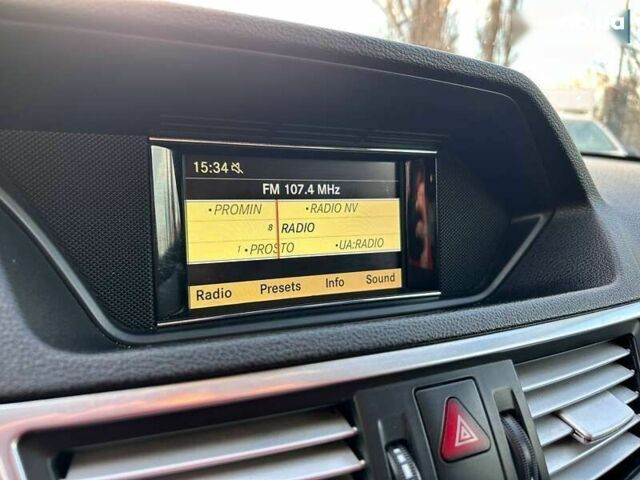 15:34
FM 107.4 MHz
•PROMIN •RADIO NV
8 RADIO
1 •PROSTO •UA:RADIO
Radio Presets Info Sound